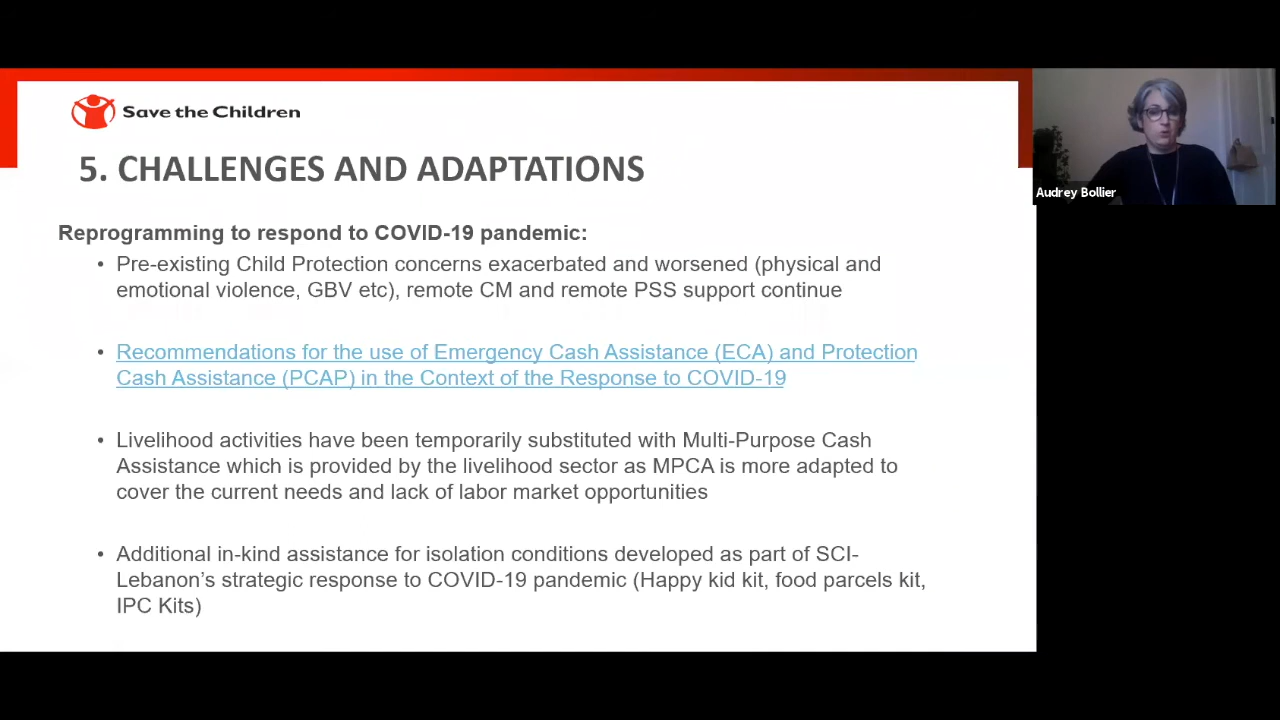 Save the Children
5. CHALLENGES AND ADAPTATIONS
Audrey Bollier
Reprogramming to respond to COVID-19 pandemic:
• Pre-existing Child Protection concerns exacerbated and worsened (physical and
emotional violence, GBV etc), remote CM and remote PSS support continue
• Recommendations for the use of Emergency Cash Assistance (ECA) and Protection
Cash Assistance (PCAP) in the Context of the Response to COVID-19
• Livelihood activities have been temporarily substituted with Multi-Purpose Cash
Assistance which is provided by the livelihood sector as MPCA is more adapted to
cover the current needs and lack of labor market opportunities
• Additional in-kind assistance for isolation conditions developed as part of SCI-
Lebanon’s strategic response to COVID-19 pandemic (Happy kid kit, food parcels kit,
IPC Kits)